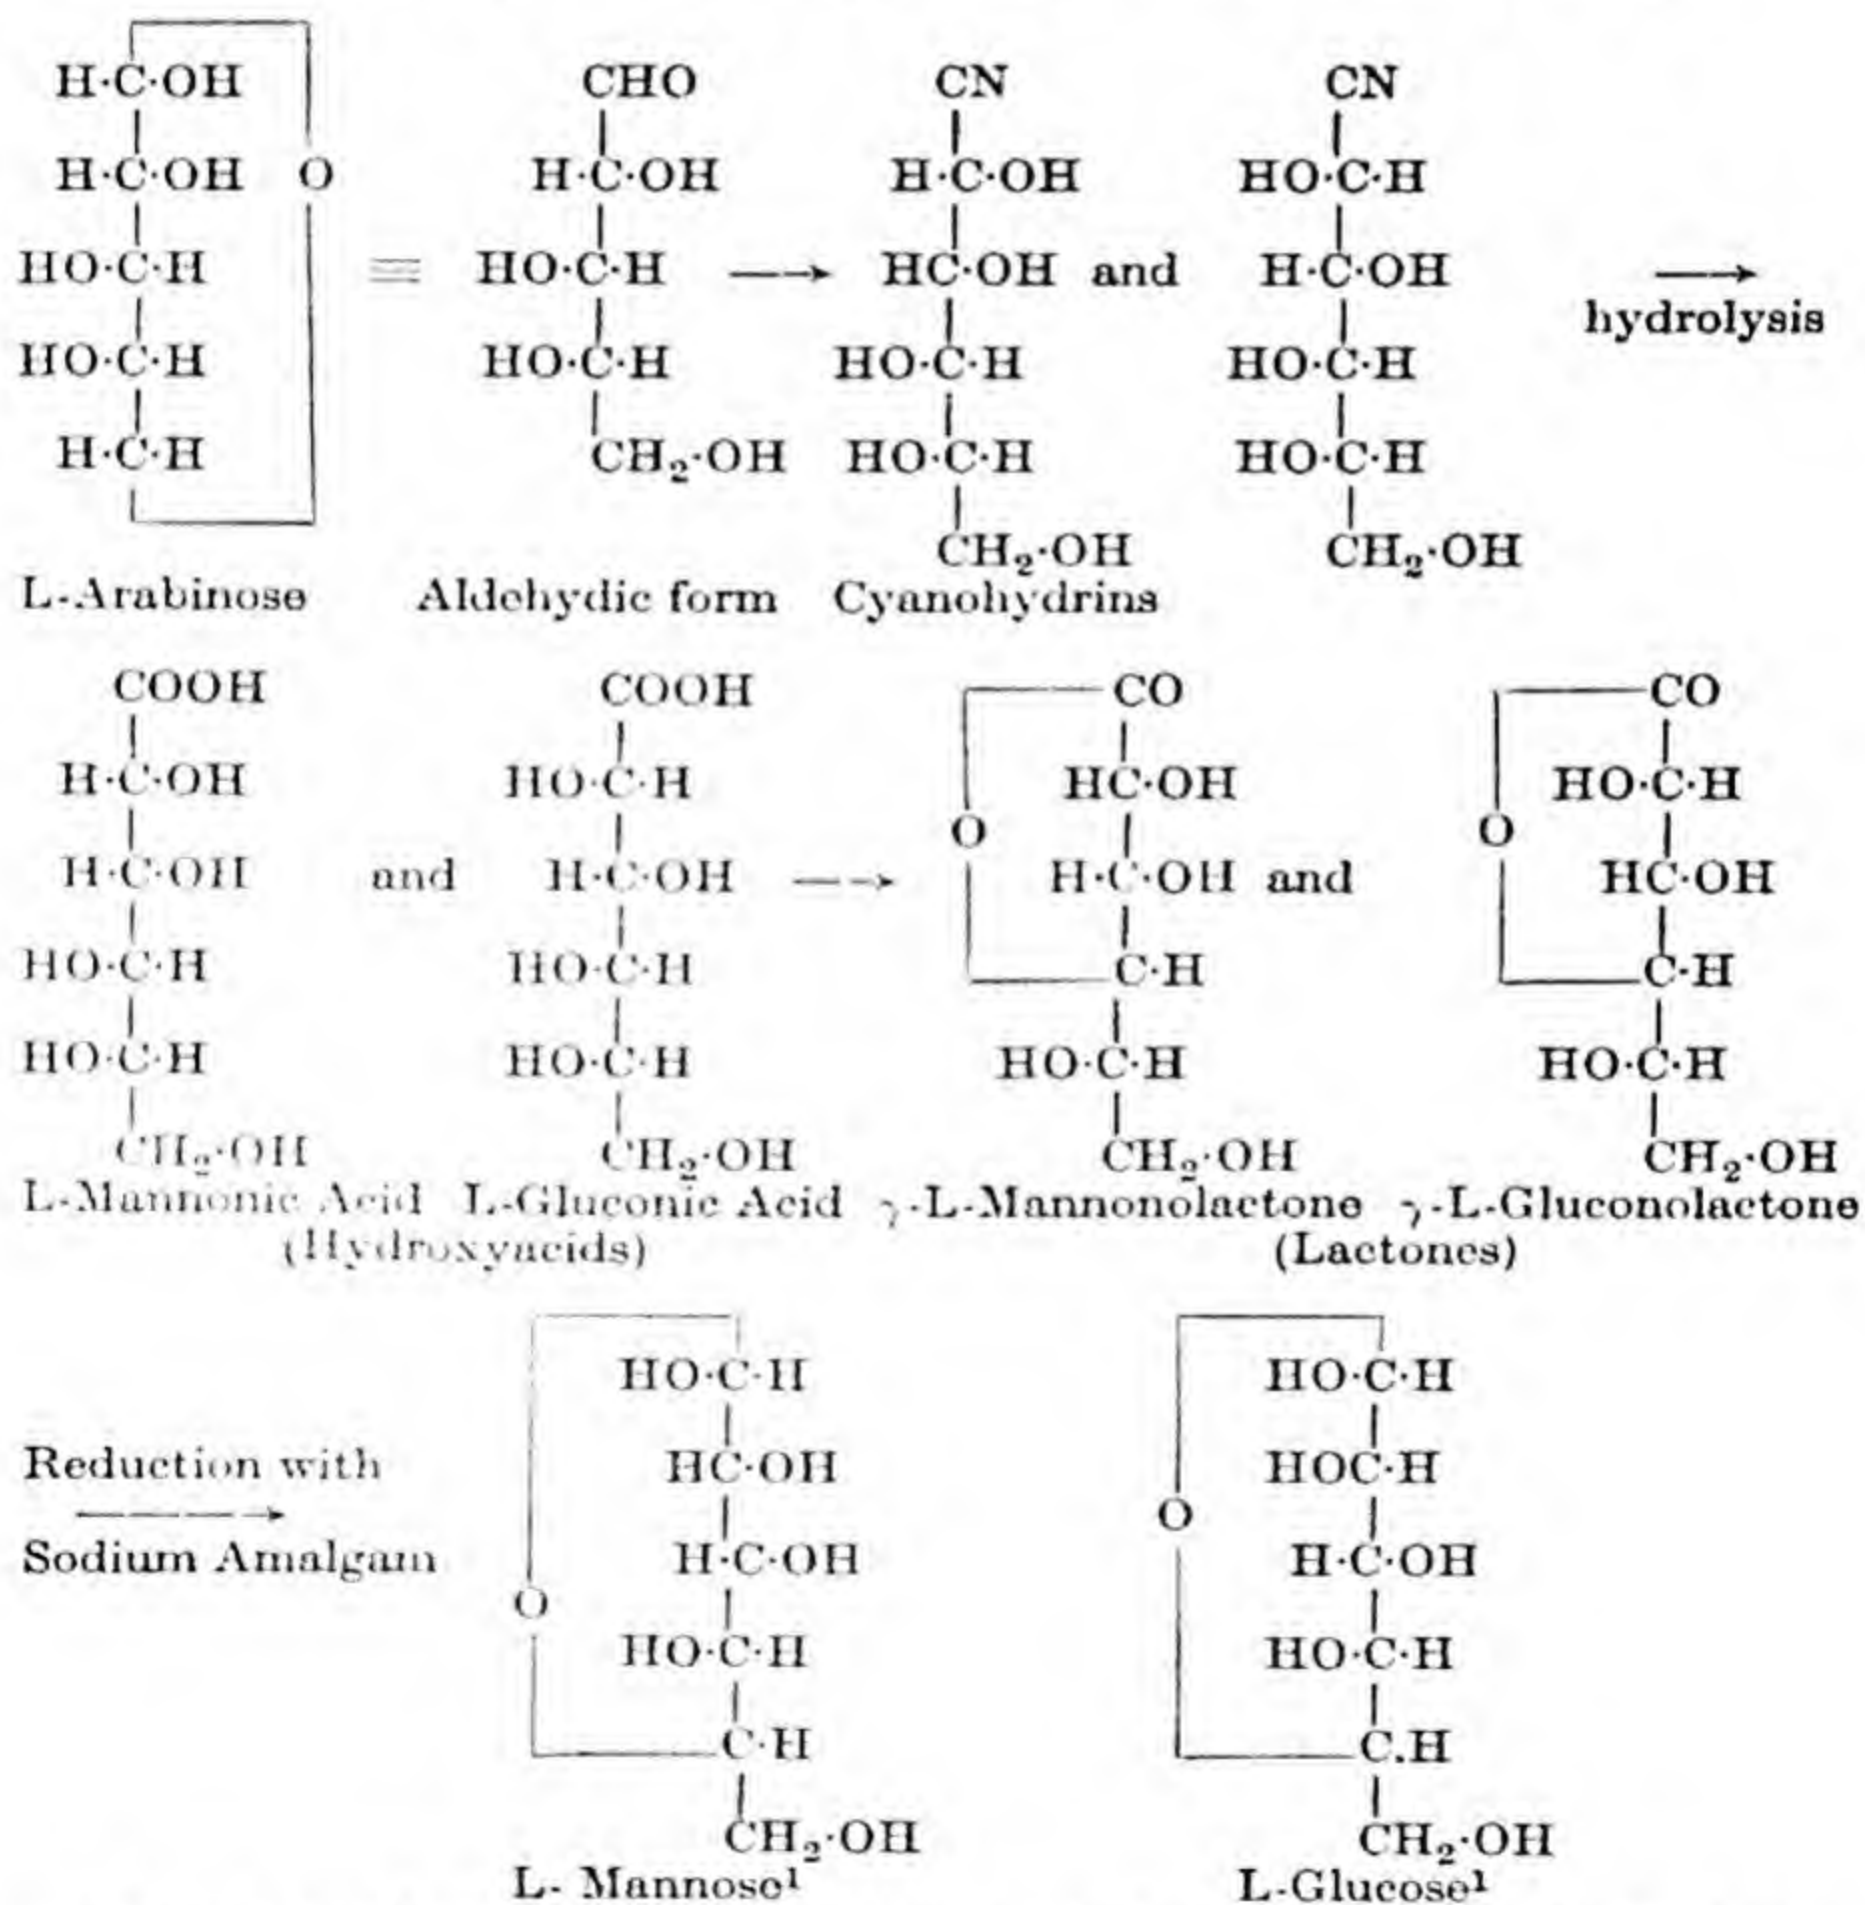 H·C·OH CHO CN CN
H·C·OH O H·C·OH H·C·OH HO·C·H
HO·C·H ≡ HO·C·H ⟶ HC·OH and H·C·OH ⟶
hydrolysis
HO·C·H HO·C·H HO·C·H HO·C·H
H·C·H CH₂·OH HO·C·H HO·C·H
CH₂·OH CH₂·OH
L-Arabinose Aldehydic form Cyanohydrins
COOH COOH CO CO
H·C·OH HO·C·H HC·OH HO·C·H
O O
H·C·OH and H·C·OH ⟶ H·C·OH and HC·OH
HO·C·H HO·C·H C·H C·H
HO·C·H HO·C·H HO·C·H HO·C·H
CH₂·OH CH₂·OH CH₂·OH CH₂·OH
L-Mannonic Acid L-Gluconic Acid γ-L-Mannonolactone γ-L-Gluconolactone
(Hydroxyacids) (Lactones)
HO·C·H HO·C·H
Reduction with HC·OH HOC·H
⟶ O
Sodium Amalgam H·C·OH H·C·OH
O
HO·C·H HO·C·H
C·H C.H
CH₂·OH CH₂·OH
L- Mannose¹ L-Glucose¹